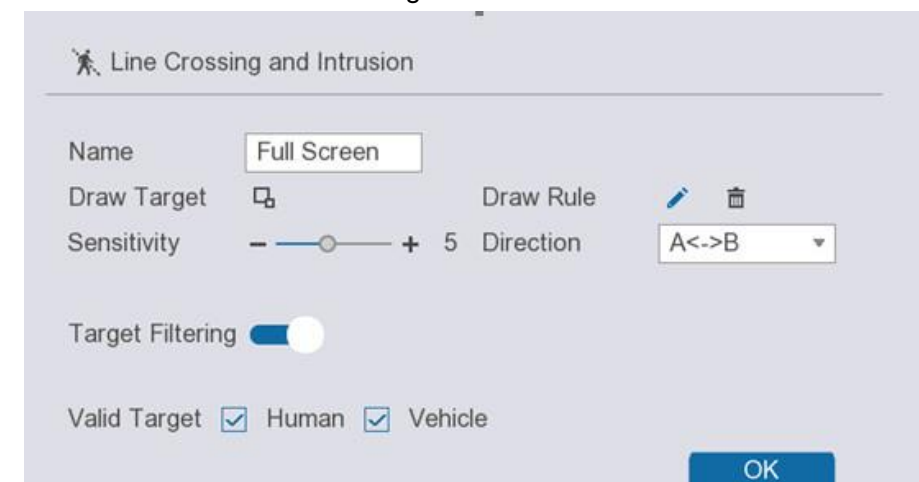 Line Crossing and Intrusion
Name Full Screen
Draw Target Draw Rule
Sensitivity 5 Direction A<->B
Target Filtering
Valid Target Human Vehicle
OK